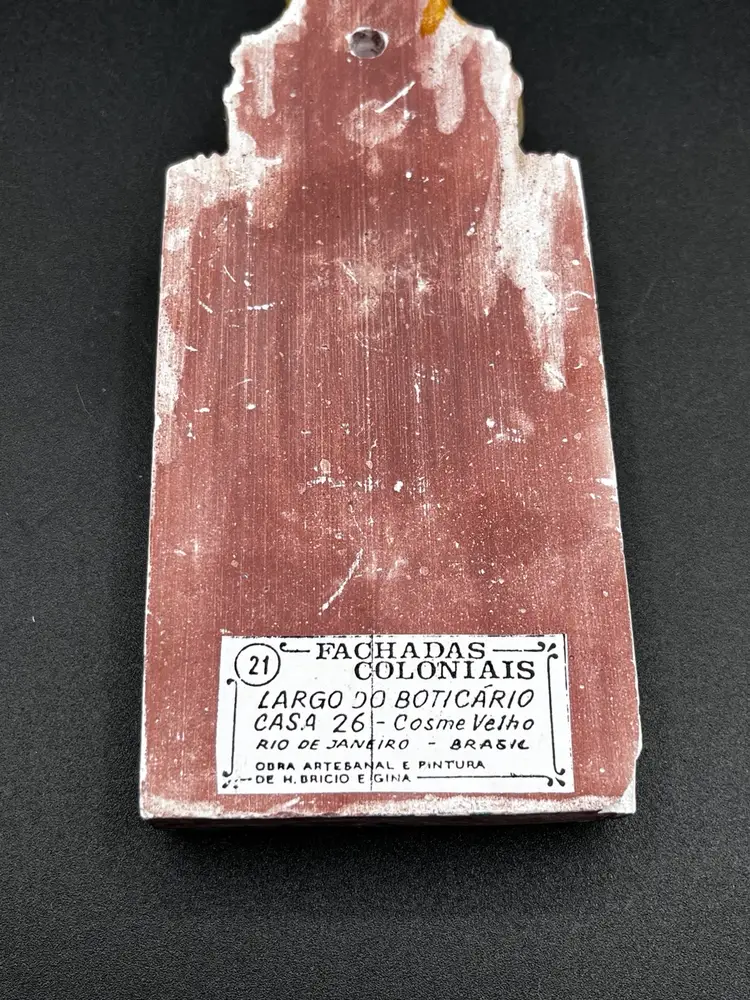 21
FACHADAS
COLONIAIS
LARGO DO BOTICÁRIO
CASA 26 - Cosme Velho
RIO DE JANEIRO - BRASIL
OBRA ARTESANAL E PINTURA
DE H. BRICIO E GINA